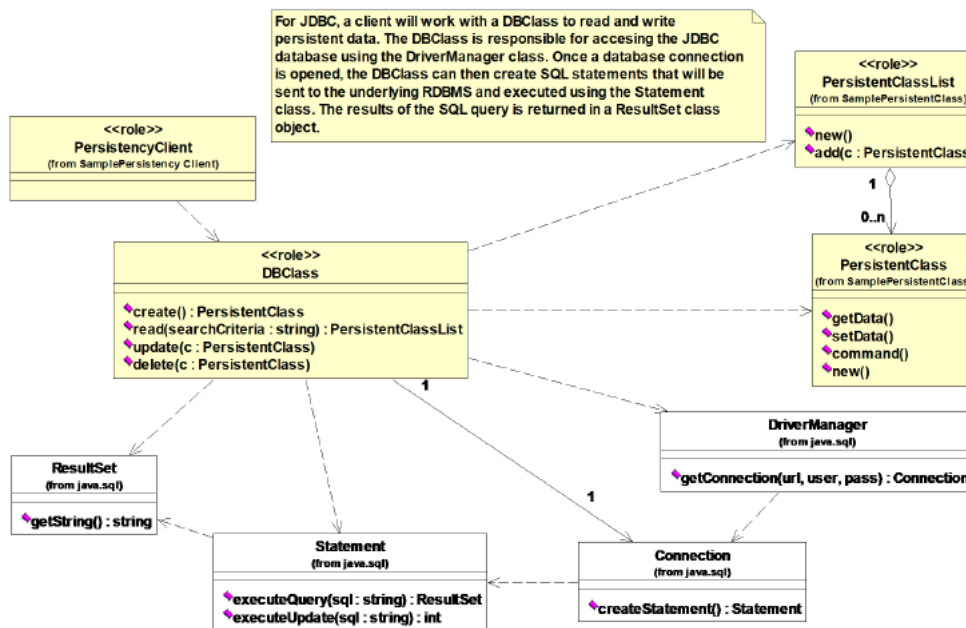 For JDBC, a client will work with a DBClass to read and write
persistent data. The DBClass is responsible for accesing the JDBC
database using the DriverManager class. Once a database connection
is opened, the DBClass can then create SQL statements that will be
sent to the underlying RDBMS and executed using the Statement
class. The results of the SQL query is returned in a ResultSet class
object.
<<role>>
PersistentClassList
(from SamplePersistentClass)
new()
add(c : PersistentClass
1
0..n
<<role>>
PersistencyClient
(from SamplePersistency Client)
<<role>>
DBClass
create() : PersistentClass
read(searchCriteria : string) : PersistentClassList
update(c : PersistentClass)
delete(c : PersistentClass)
<<role>>
PersistentClass
(from SamplePersistentClass
getData()
setData()
command()
new()
1
1
DriverManager
(from java.sql)
getConnection(url, user, pass) : Connection
ResultSet
(from java.sql)
getString() : string
Statement
(from java.sql)
executeQuery(sql : string) : ResultSet
executeUpdate(sql : string) : int
Connection
(from java.sql)
createStatement() : Statement